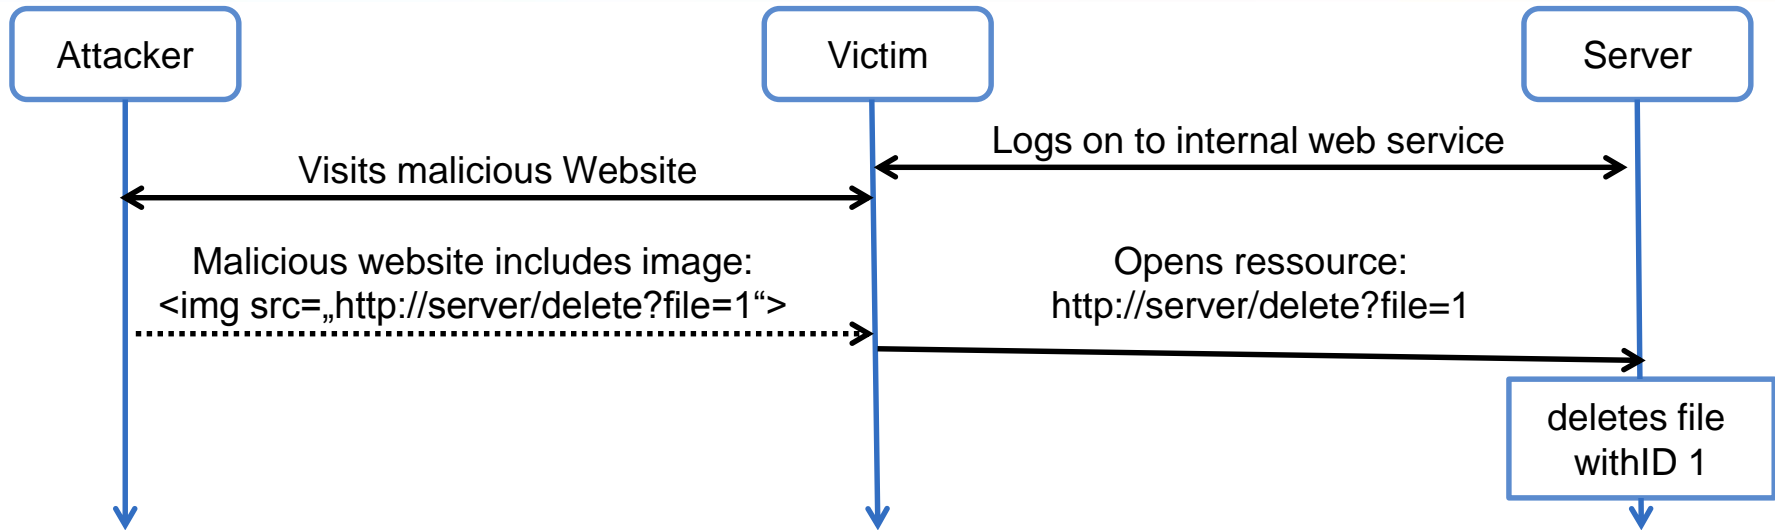 Attacker
Victim
Server
Logs on to internal web service
Visits malicious Website
Malicious website includes image:
<img src=„http://server/delete?file=1“>
Opens ressource:
http://server/delete?file=1
deletes file
withID 1